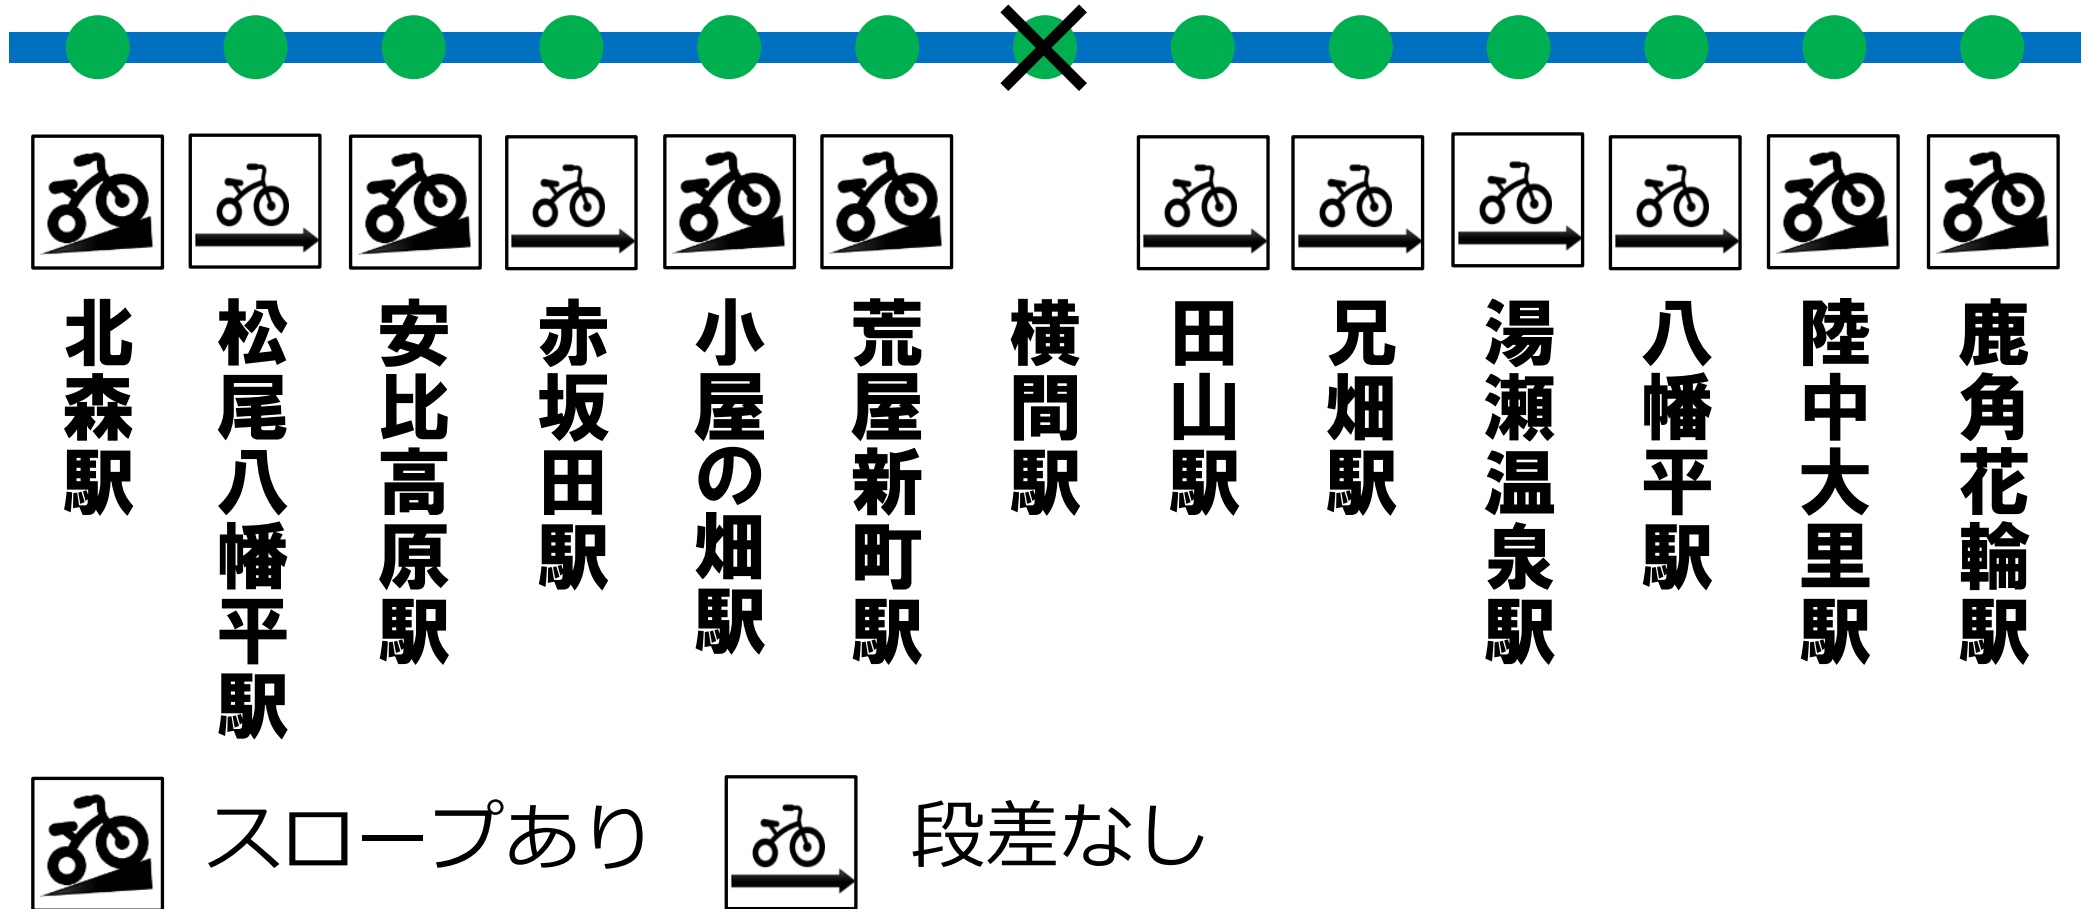 北森駅
松尾八幡平駅
安比高原駅
赤坂田駅
小屋の畑駅
荒屋新町駅
横間駅
田山駅
兄畑駅
湯瀬温泉駅
八幡平駅
陸中大里駅
鹿角花輪駅
スロープあり
段差なし